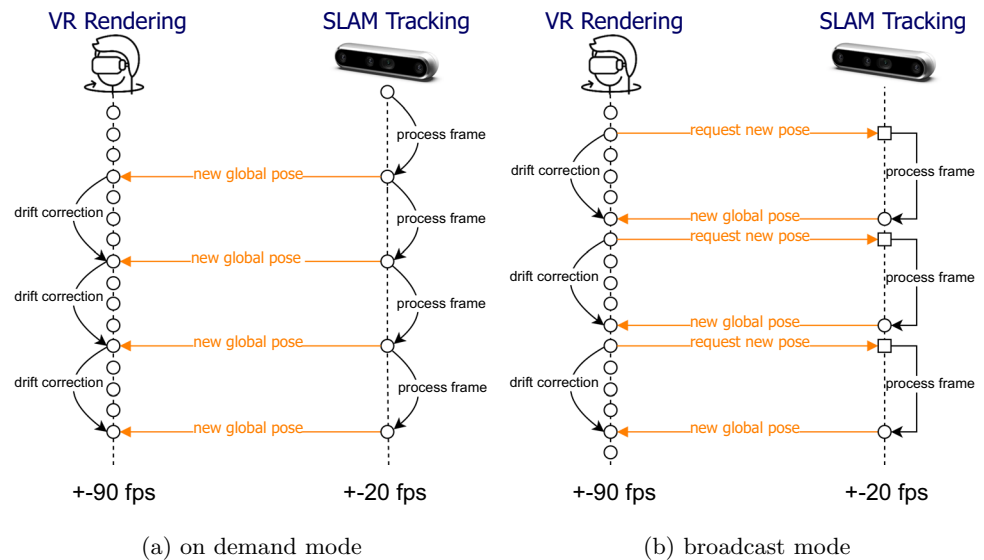 VR Rendering
SLAM Tracking
process frame
new global pose
drift correction
process frame
new global pose
drift correction
process frame
new global pose
drift correction
process frame
new global pose
+-90 fps
+-20 fps
(a) on demand mode
VR Rendering
SLAM Tracking
request new pose
drift correction
process frame
new global pose
request new pose
drift correction
process frame
new global pose
request new pose
drift correction
process frame
new global pose
+-90 fps
+-20 fps
(b) broadcast mode